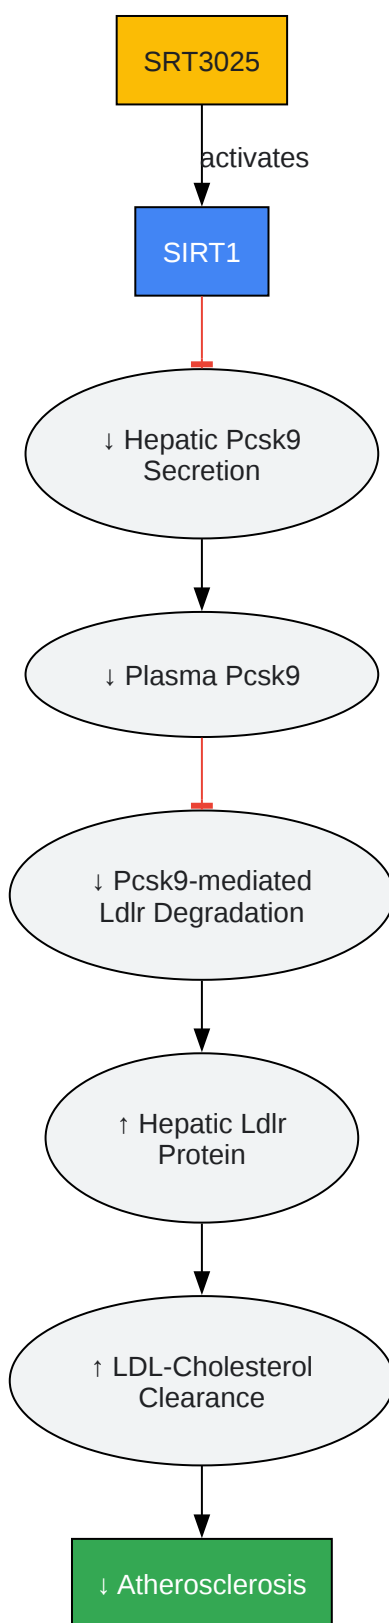 SRT3025
activates
SIRT1
↓ Hepatic Pcsk9
Secretion
↓ Plasma Pcsk9
↓ Pcsk9-mediated
Ldlr Degradation
↑ Hepatic Ldlr
Protein
↑ LDL-Cholesterol
Clearance
↓ Atherosclerosis